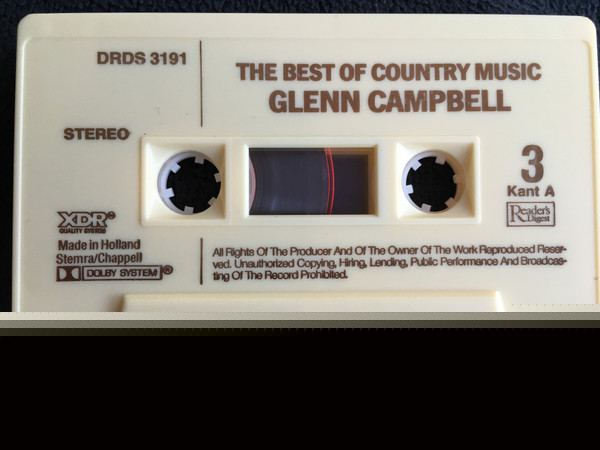 DRDS 3191
THE BEST OF COUNTRY MUSIC
GLENN CAMPBELL
STEREO
3
Kant A
Reader's
Digest
XDR
QUALITY SYSTEM
Made in Holland
Stemra/Chappell
DOLBY SYSTEM®
All Rights Of The Producer And Of The Owner Of The Work Reproduced Reser-
ved. Unauthorized Copying, Hiring, Lending, Public Performance And Broadcas-
ting Of The Record Prohibited.